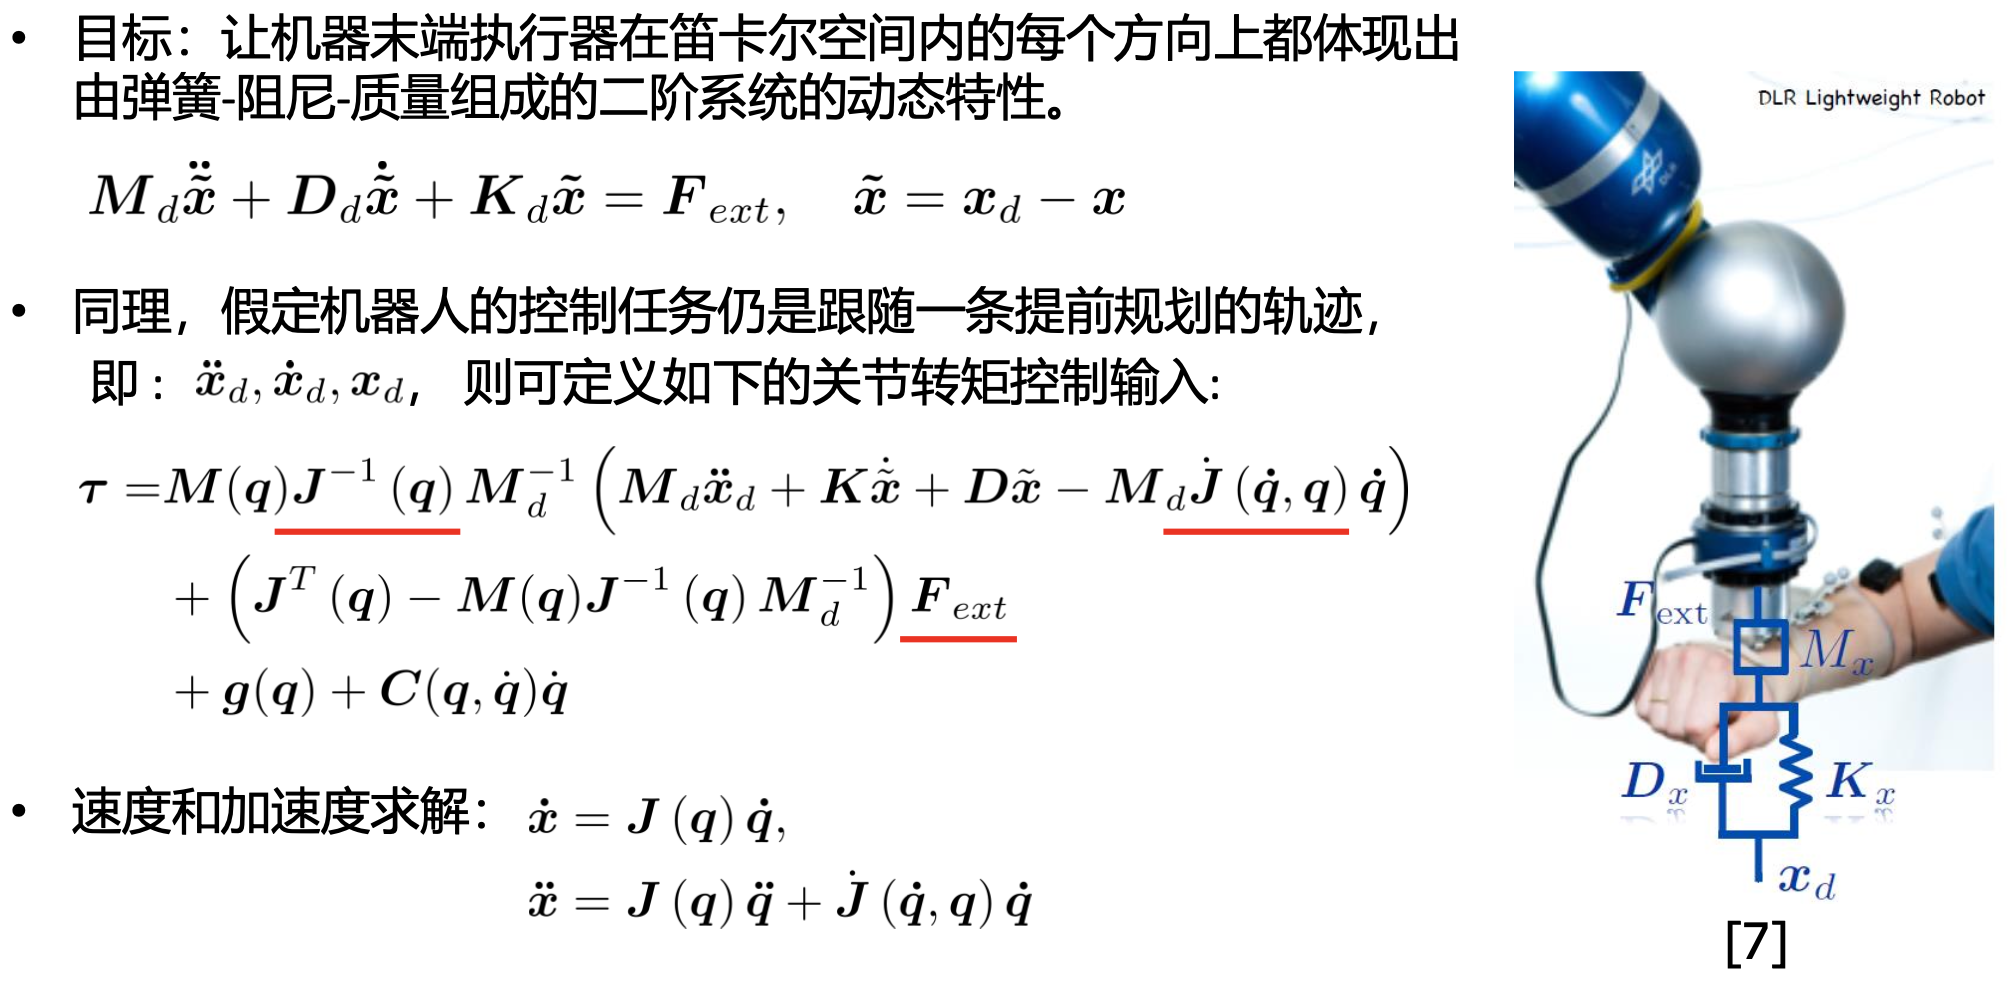 • 目标：让机器末端执行器在笛卡尔空间内的每个方向上都体现出
由弹簧-阻尼-质量组成的二阶系统的动态特性。
$\boldsymbol{M}_d\ddot{\tilde{\boldsymbol{x}}} + \boldsymbol{D}_d\dot{\tilde{\boldsymbol{x}}} + \boldsymbol{K}_d\tilde{\boldsymbol{x}} = \boldsymbol{F}_{ext}, \quad \tilde{\boldsymbol{x}} = \boldsymbol{x}_d - \boldsymbol{x}$
• 同理，假定机器人的控制任务仍是跟随一条提前规划的轨迹，
即：$\ddot{\boldsymbol{x}}_d, \dot{\boldsymbol{x}}_d, \boldsymbol{x}_d$， 则可定义如下的关节转矩控制输入:
$\boldsymbol{\tau} = \boldsymbol{M}(\boldsymbol{q})\boldsymbol{J}^{-1}(\boldsymbol{q})\boldsymbol{M}_d^{-1}\left(\boldsymbol{M}_d\ddot{\boldsymbol{x}}_d + \boldsymbol{K}\dot{\tilde{x}} + \boldsymbol{D}\tilde{x} - \boldsymbol{M}_d\dot{\boldsymbol{J}}(\dot{\boldsymbol{q}}, \boldsymbol{q})\dot{\boldsymbol{q}}\right)$
$+ \left(\boldsymbol{J}^T(\boldsymbol{q}) - \boldsymbol{M}(\boldsymbol{q})\boldsymbol{J}^{-1}(\boldsymbol{q})\boldsymbol{M}_d^{-1}\right)\boldsymbol{F}_{ext}$
$+ \boldsymbol{g}(\boldsymbol{q}) + \boldsymbol{C}(\boldsymbol{q}, \dot{\boldsymbol{q}})\dot{\boldsymbol{q}}$
• 速度和加速度求解： $\dot{\boldsymbol{x}} = \boldsymbol{J}(\boldsymbol{q})\dot{\boldsymbol{q}},$
$\ddot{\boldsymbol{x}} = \boldsymbol{J}(\boldsymbol{q})\ddot{\boldsymbol{q}} + \dot{\boldsymbol{J}}(\dot{\boldsymbol{q}}, \boldsymbol{q})\dot{\boldsymbol{q}}$
DLR Lightweight Robot
DLR
$\boldsymbol{F}_{\text{ext}}$
$M_x$
$\boldsymbol{D}_x$
$\boldsymbol{K}_x$
$\boldsymbol{x}_d$
[7]